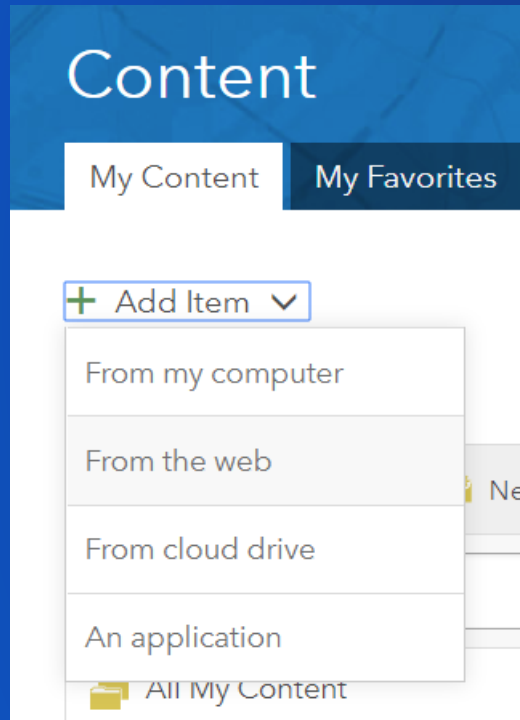 Content
My Content My Favorites
+ Add Item
From my computer
From the web
Ne
From cloud drive
An application
All My Content